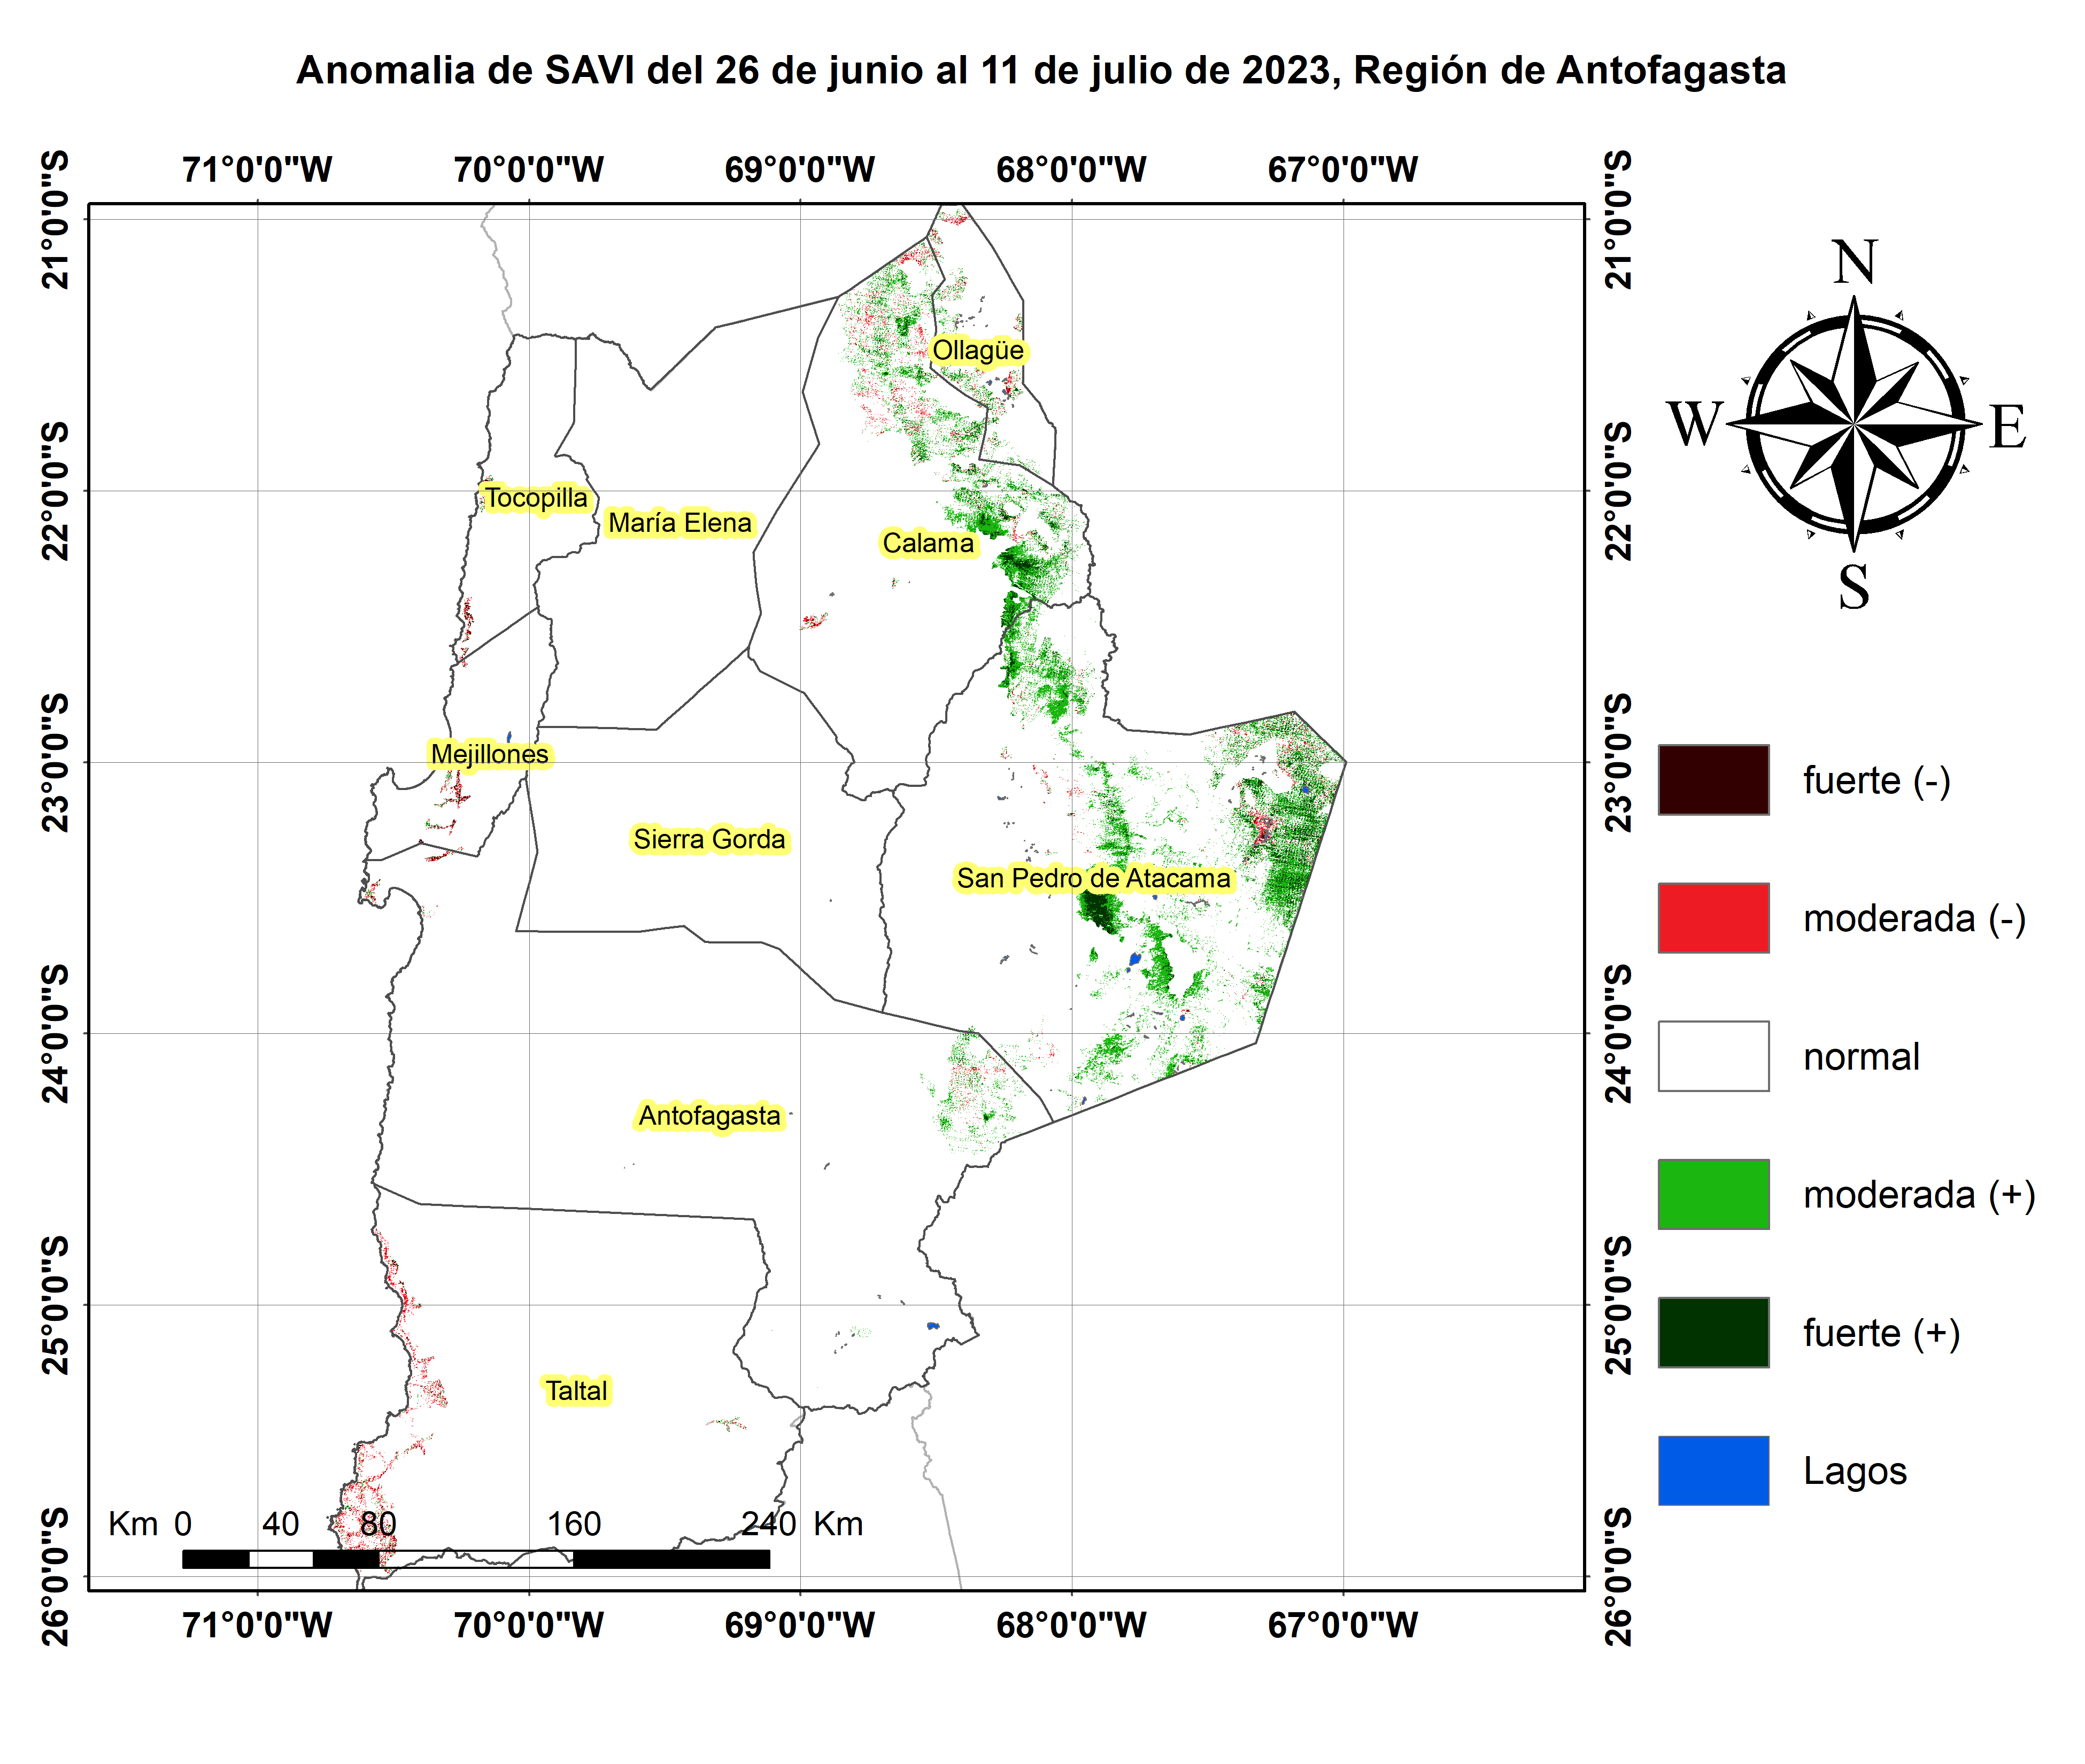 Anomalia de SAVI del 26 de junio al 11 de julio de 2023, Región de Antofagasta
71°0'0"W 70°0'0"W 69°0'0"W 68°0'0"W 67°0'0"W
21°0'0"S 21°0'0"S
N
W E
S
Ollagüe
22°0'0"S 22°0'0"S
Tocopilla
María Elena
Calama
23°0'0"S 23°0'0"S
Mejillones
Sierra Gorda
San Pedro de Atacama
24°0'0"S 24°0'0"S
Antofagasta
25°0'0"S 25°0'0"S
Taltal
26°0'0"S 26°0'0"S
Km 0 40 80 160 240 Km
71°0'0"W 70°0'0"W 69°0'0"W 68°0'0"W 67°0'0"W
fuerte (-)
moderada (-)
normal
moderada (+)
fuerte (+)
Lagos